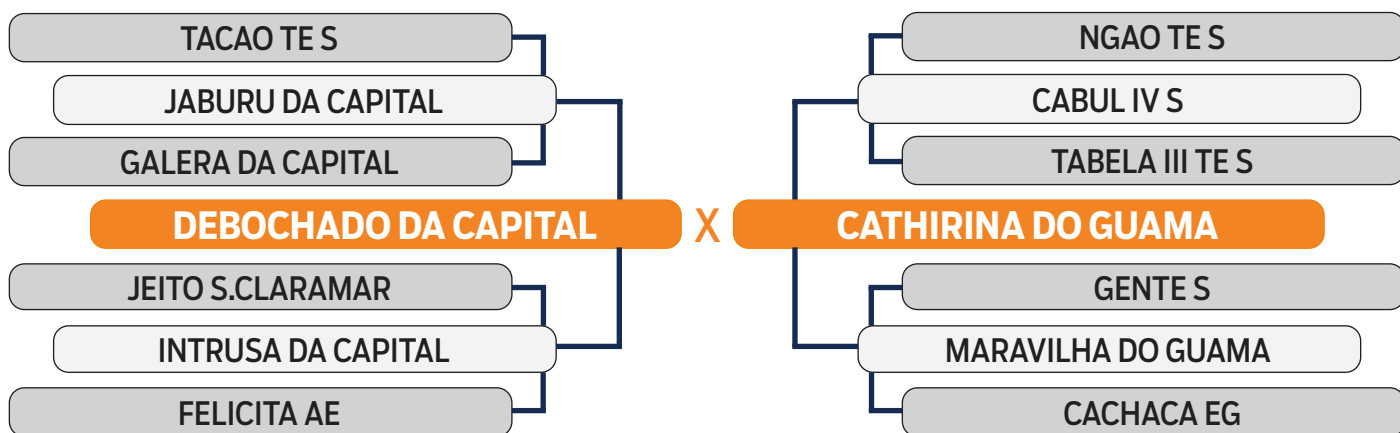 TACAO TE S
JABURU DA CAPITAL
GALERA DA CAPITAL
DEBOCHADO DA CAPITAL X CATHIRINA DO GUAMA
JEITO S.CLARAMAR
INTRUSA DA CAPITAL
FELICITA AE
NGAO TE S
CABUL IV S
TABELA III TE S
GENTE S
MARAVILHA DO GUAMA
CACHACA EG